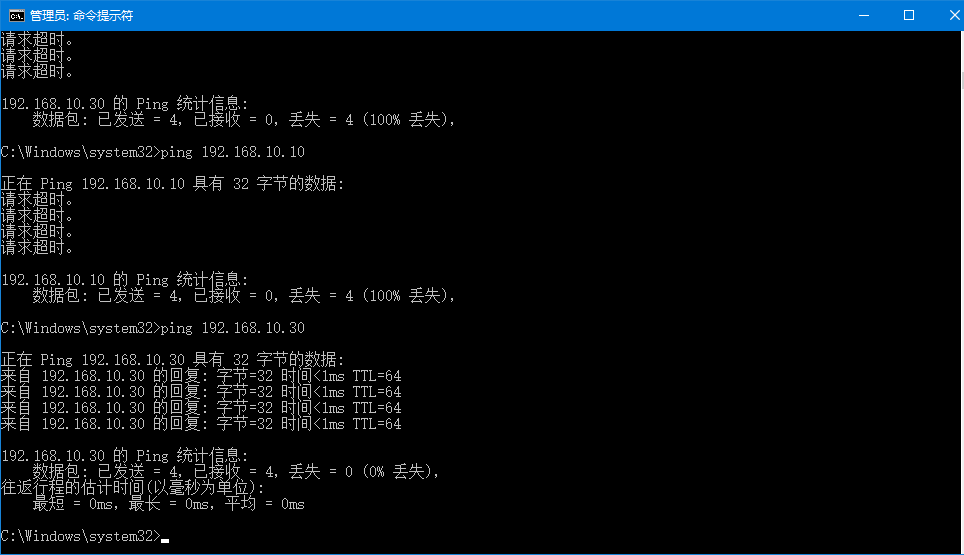 管理员: 命令提示符
请求超时。
请求超时。
请求超时。
192.168.10.30 的 Ping 统计信息:
数据包: 已发送 = 4，已接收 = 0，丢失 = 4 (100% 丢失)，
C:\Windows\system32>ping 192.168.10.10
正在 Ping 192.168.10.10 具有 32 字节的数据:
请求超时。
请求超时。
请求超时。
请求超时。
192.168.10.10 的 Ping 统计信息:
数据包: 已发送 = 4，已接收 = 0，丢失 = 4 (100% 丢失)，
C:\Windows\system32>ping 192.168.10.30
正在 Ping 192.168.10.30 具有 32 字节的数据:
来自 192.168.10.30 的回复: 字节=32 时间<1ms TTL=64
来自 192.168.10.30 的回复: 字节=32 时间<1ms TTL=64
来自 192.168.10.30 的回复: 字节=32 时间<1ms TTL=64
来自 192.168.10.30 的回复: 字节=32 时间<1ms TTL=64
192.168.10.30 的 Ping 统计信息:
数据包: 已发送 = 4，已接收 = 4，丢失 = 0 (0% 丢失)，
往返行程的估计时间(以毫秒为单位):
最短 = 0ms，最长 = 0ms，平均 = 0ms
C:\Windows\system32>